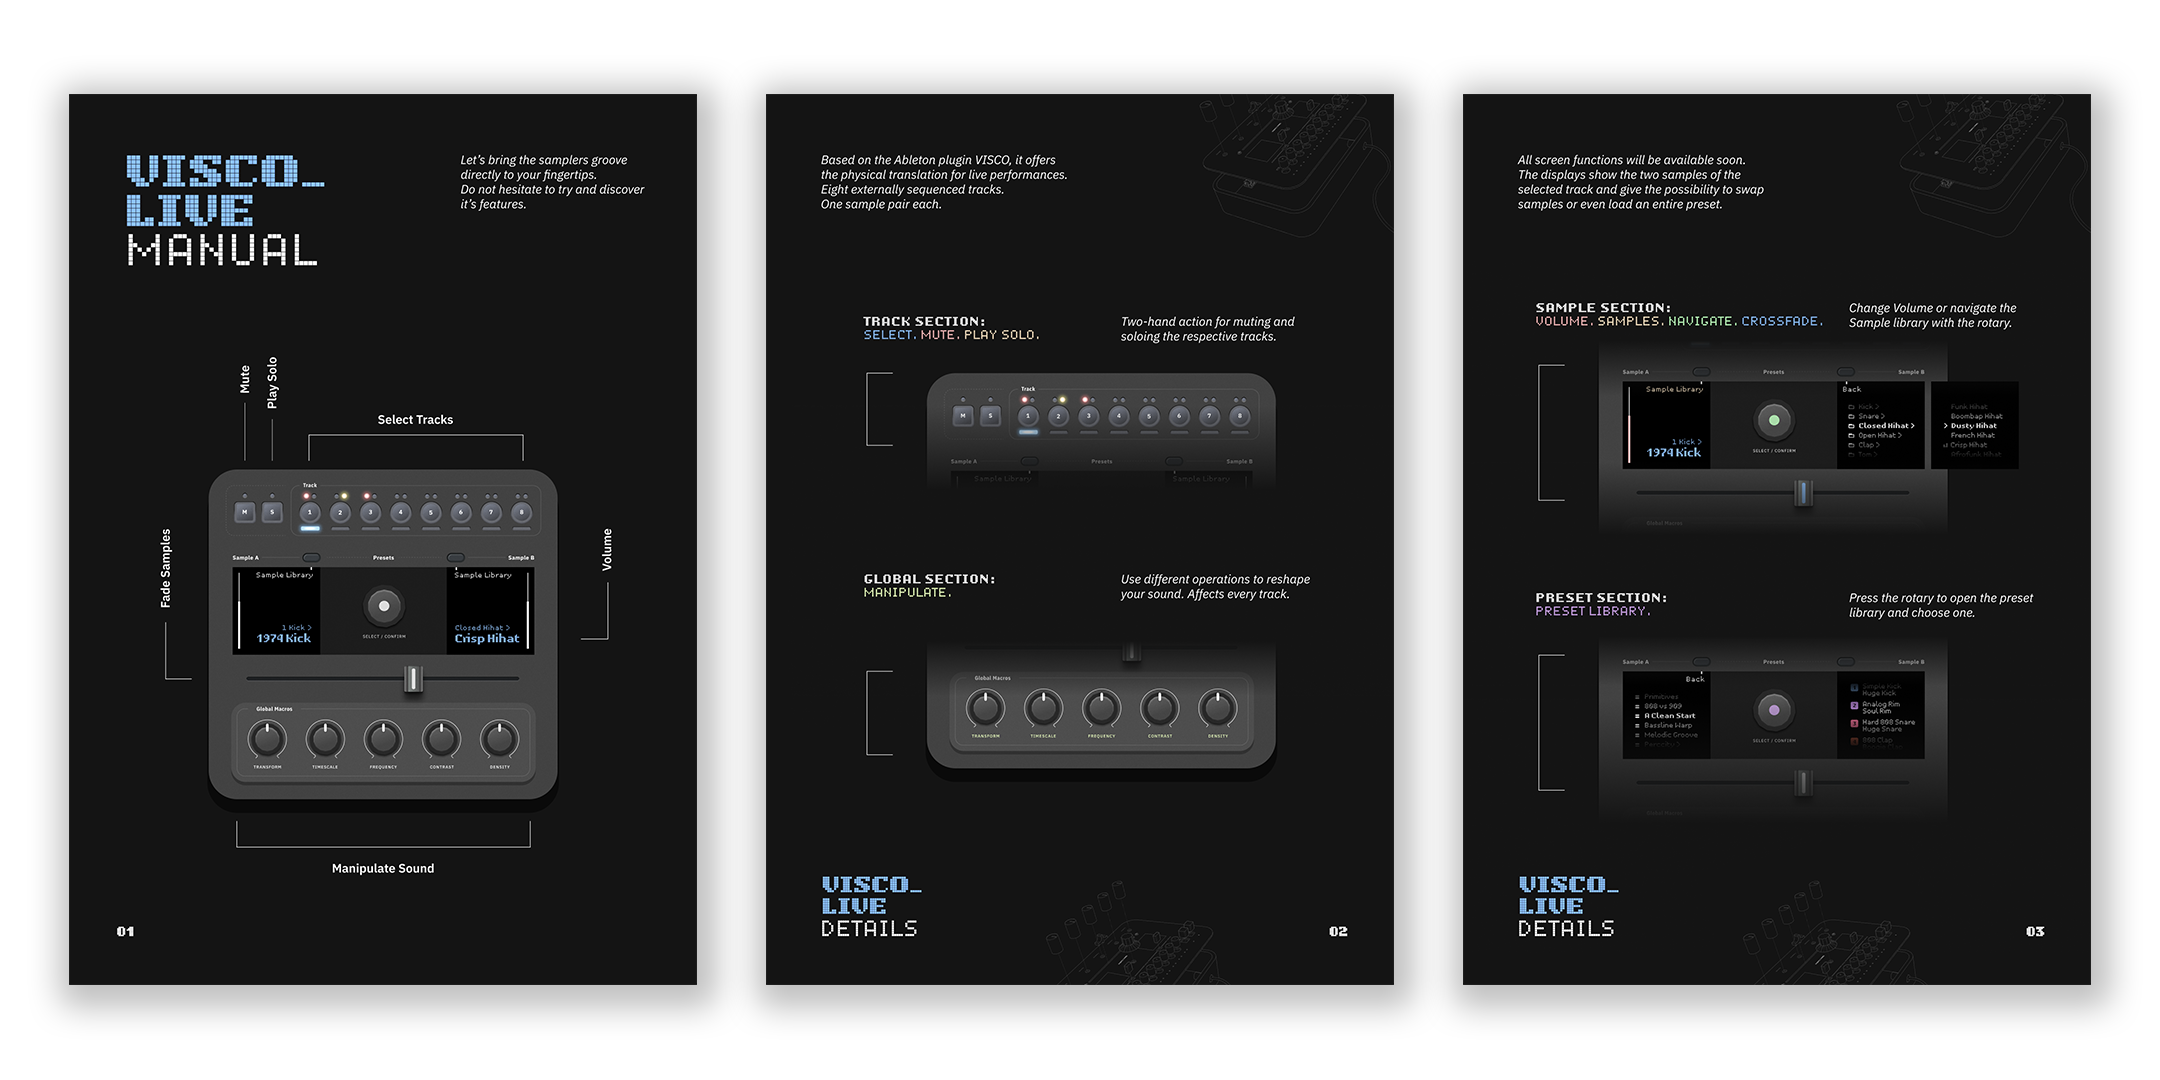 VISCO_
LIVE
MANUAL
Let's bring the samplers groove
directly to your fingertips.
Do not hesitate to try and discover
it's features.
Mute
Play Solo
Select Tracks
Fade Samples
Volume
Track
M
S
1
2
3
4
5
6
7
8
Sample A
Presets
Sample B
Sample Library
1 Kick >
1974 Kick
SELECT / CONFIRM
Sample Library
Closed Hihat >
Crisp Hihat
Global Macros
TRANSFORM
TIMESCALE
FREQUENCY
CONTRAST
DENSITY
Manipulate Sound
01
Based on the Ableton plugin VISCO, it offers
the physical translation for live performances.
Eight externally sequenced tracks.
One sample pair each.
TRACK SECTION:
SELECT. MUTE. PLAY SOLO.
Two-hand action for muting and
soloing the respective tracks.
Track
M
S
1
2
3
4
5
6
7
8
Sample A
Presets
Sample B
Sample Library
Sample Library
GLOBAL SECTION:
MANIPULATE.
Use different operations to reshape
your sound. Affects every track.
Global Macros
TRANSFORM
TIMESCALE
FREQUENCY
CONTRAST
DENSITY
VISCO_
LIVE
DETAILS
02
All screen functions will be available soon.
The displays show the two samples of the
selected track and give the possibility to swap
samples or even load an entire preset.
SAMPLE SECTION:
VOLUME. SAMPLES. NAVIGATE. CROSSFADE.
Change Volume or navigate the
Sample library with the rotary.
Sample A
Presets
Sample B
Sample Library
1 Kick >
1974 Kick
SELECT / CONFIRM
Back
Kick >
Snare >
Closed Hihat >
Open Hihat >
Clap >
Tom >
Funk Hihat
Boombap Hihat
> Dusty Hihat
French Hihat
Crisp Hihat
Afrofunk Hihat
Global Macros
PRESET SECTION:
PRESET LIBRARY.
Press the rotary to open the preset
library and choose one.
Sample A
Presets
Sample B
Back
Primitives
808 vs 909
A Clean Start
Bassline Warp
Melodic Groove
SELECT / CONFIRM
Simple Kick
Huge Kick
2
Analog Rim
Soul Rim
3
Hard 808 Snare
Huge Snare
808 Clap
Global Macros
VISCO_
LIVE
DETAILS
03